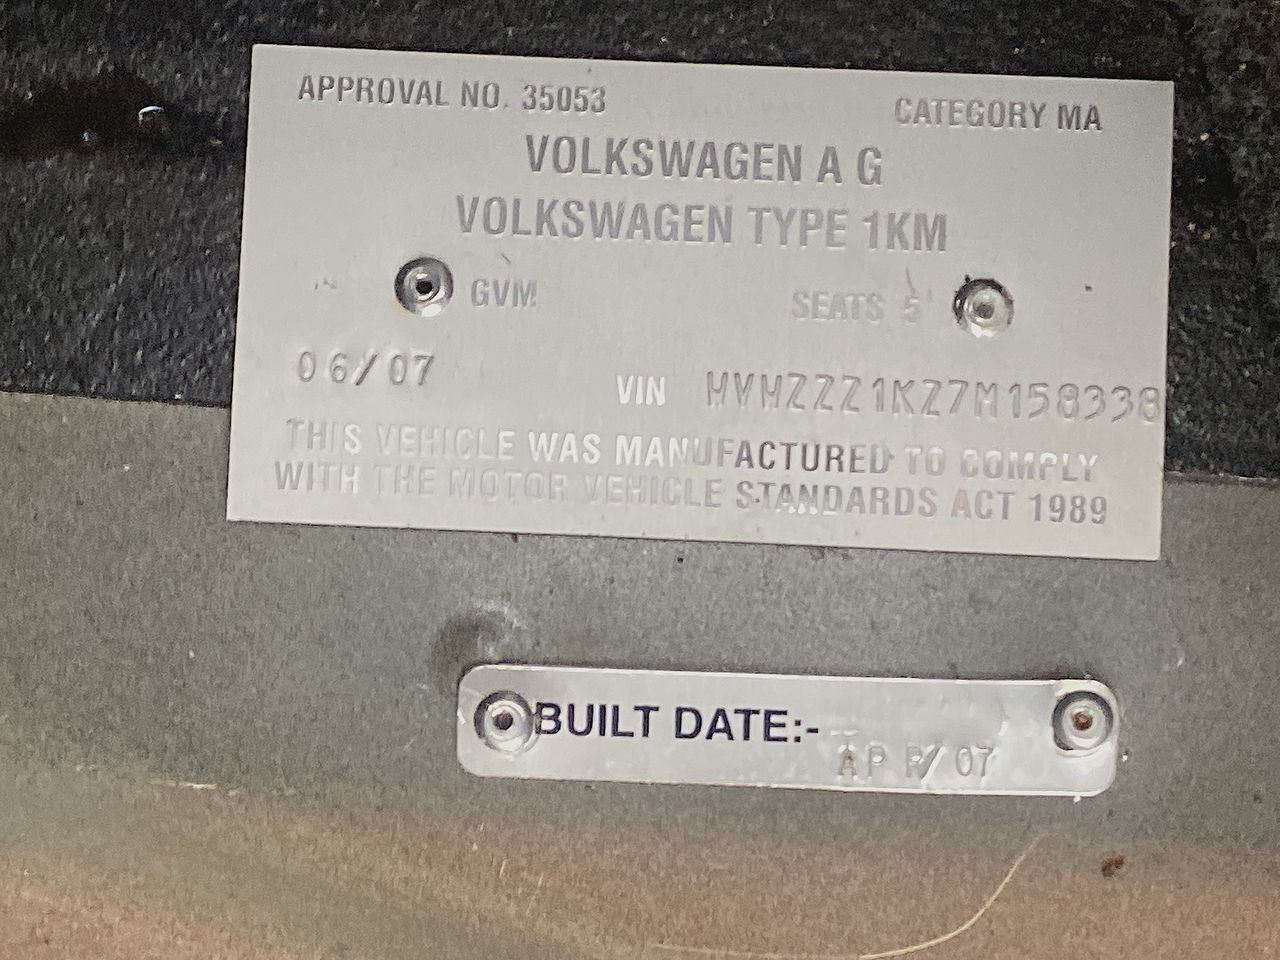 APPROVAL NO. 35053 CATEGORY MA
VOLKSWAGEN A G
VOLKSWAGEN TYPE 1KM
GVM SEATS 5
06/07 VIN WVWZZZ1KZ7M158338
THIS VEHICLE WAS MANUFACTURED TO COMPLY
WITH THE MOTOR VEHICLE STANDARDS ACT 1989
BUILT DATE:-
APR/07